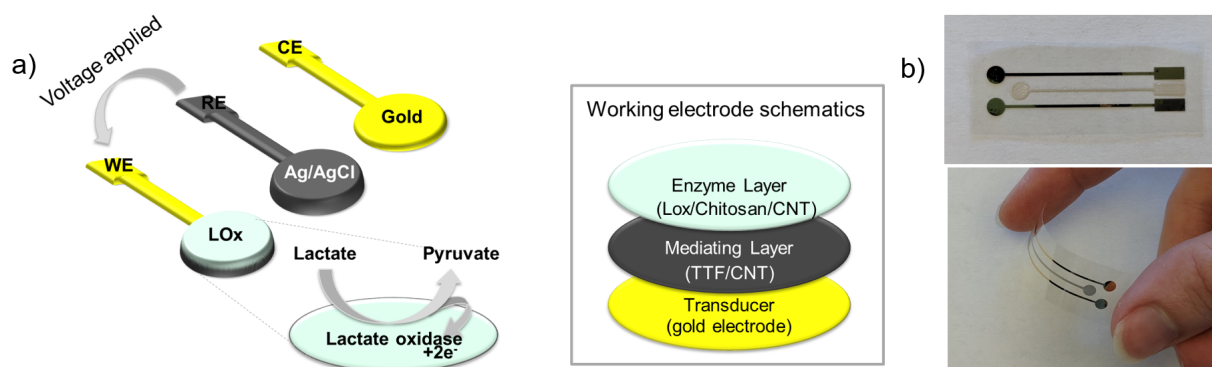 a)
Voltage applied
CE
Gold
RE
Ag/AgCl
WE
LOx
Lactate
Pyruvate
Lactate oxidase
+2e⁻
Working electrode schematics
Enzyme Layer
(Lox/Chitosan/CNT)
Mediating Layer
(TTF/CNT)
Transducer
(gold electrode)
b)